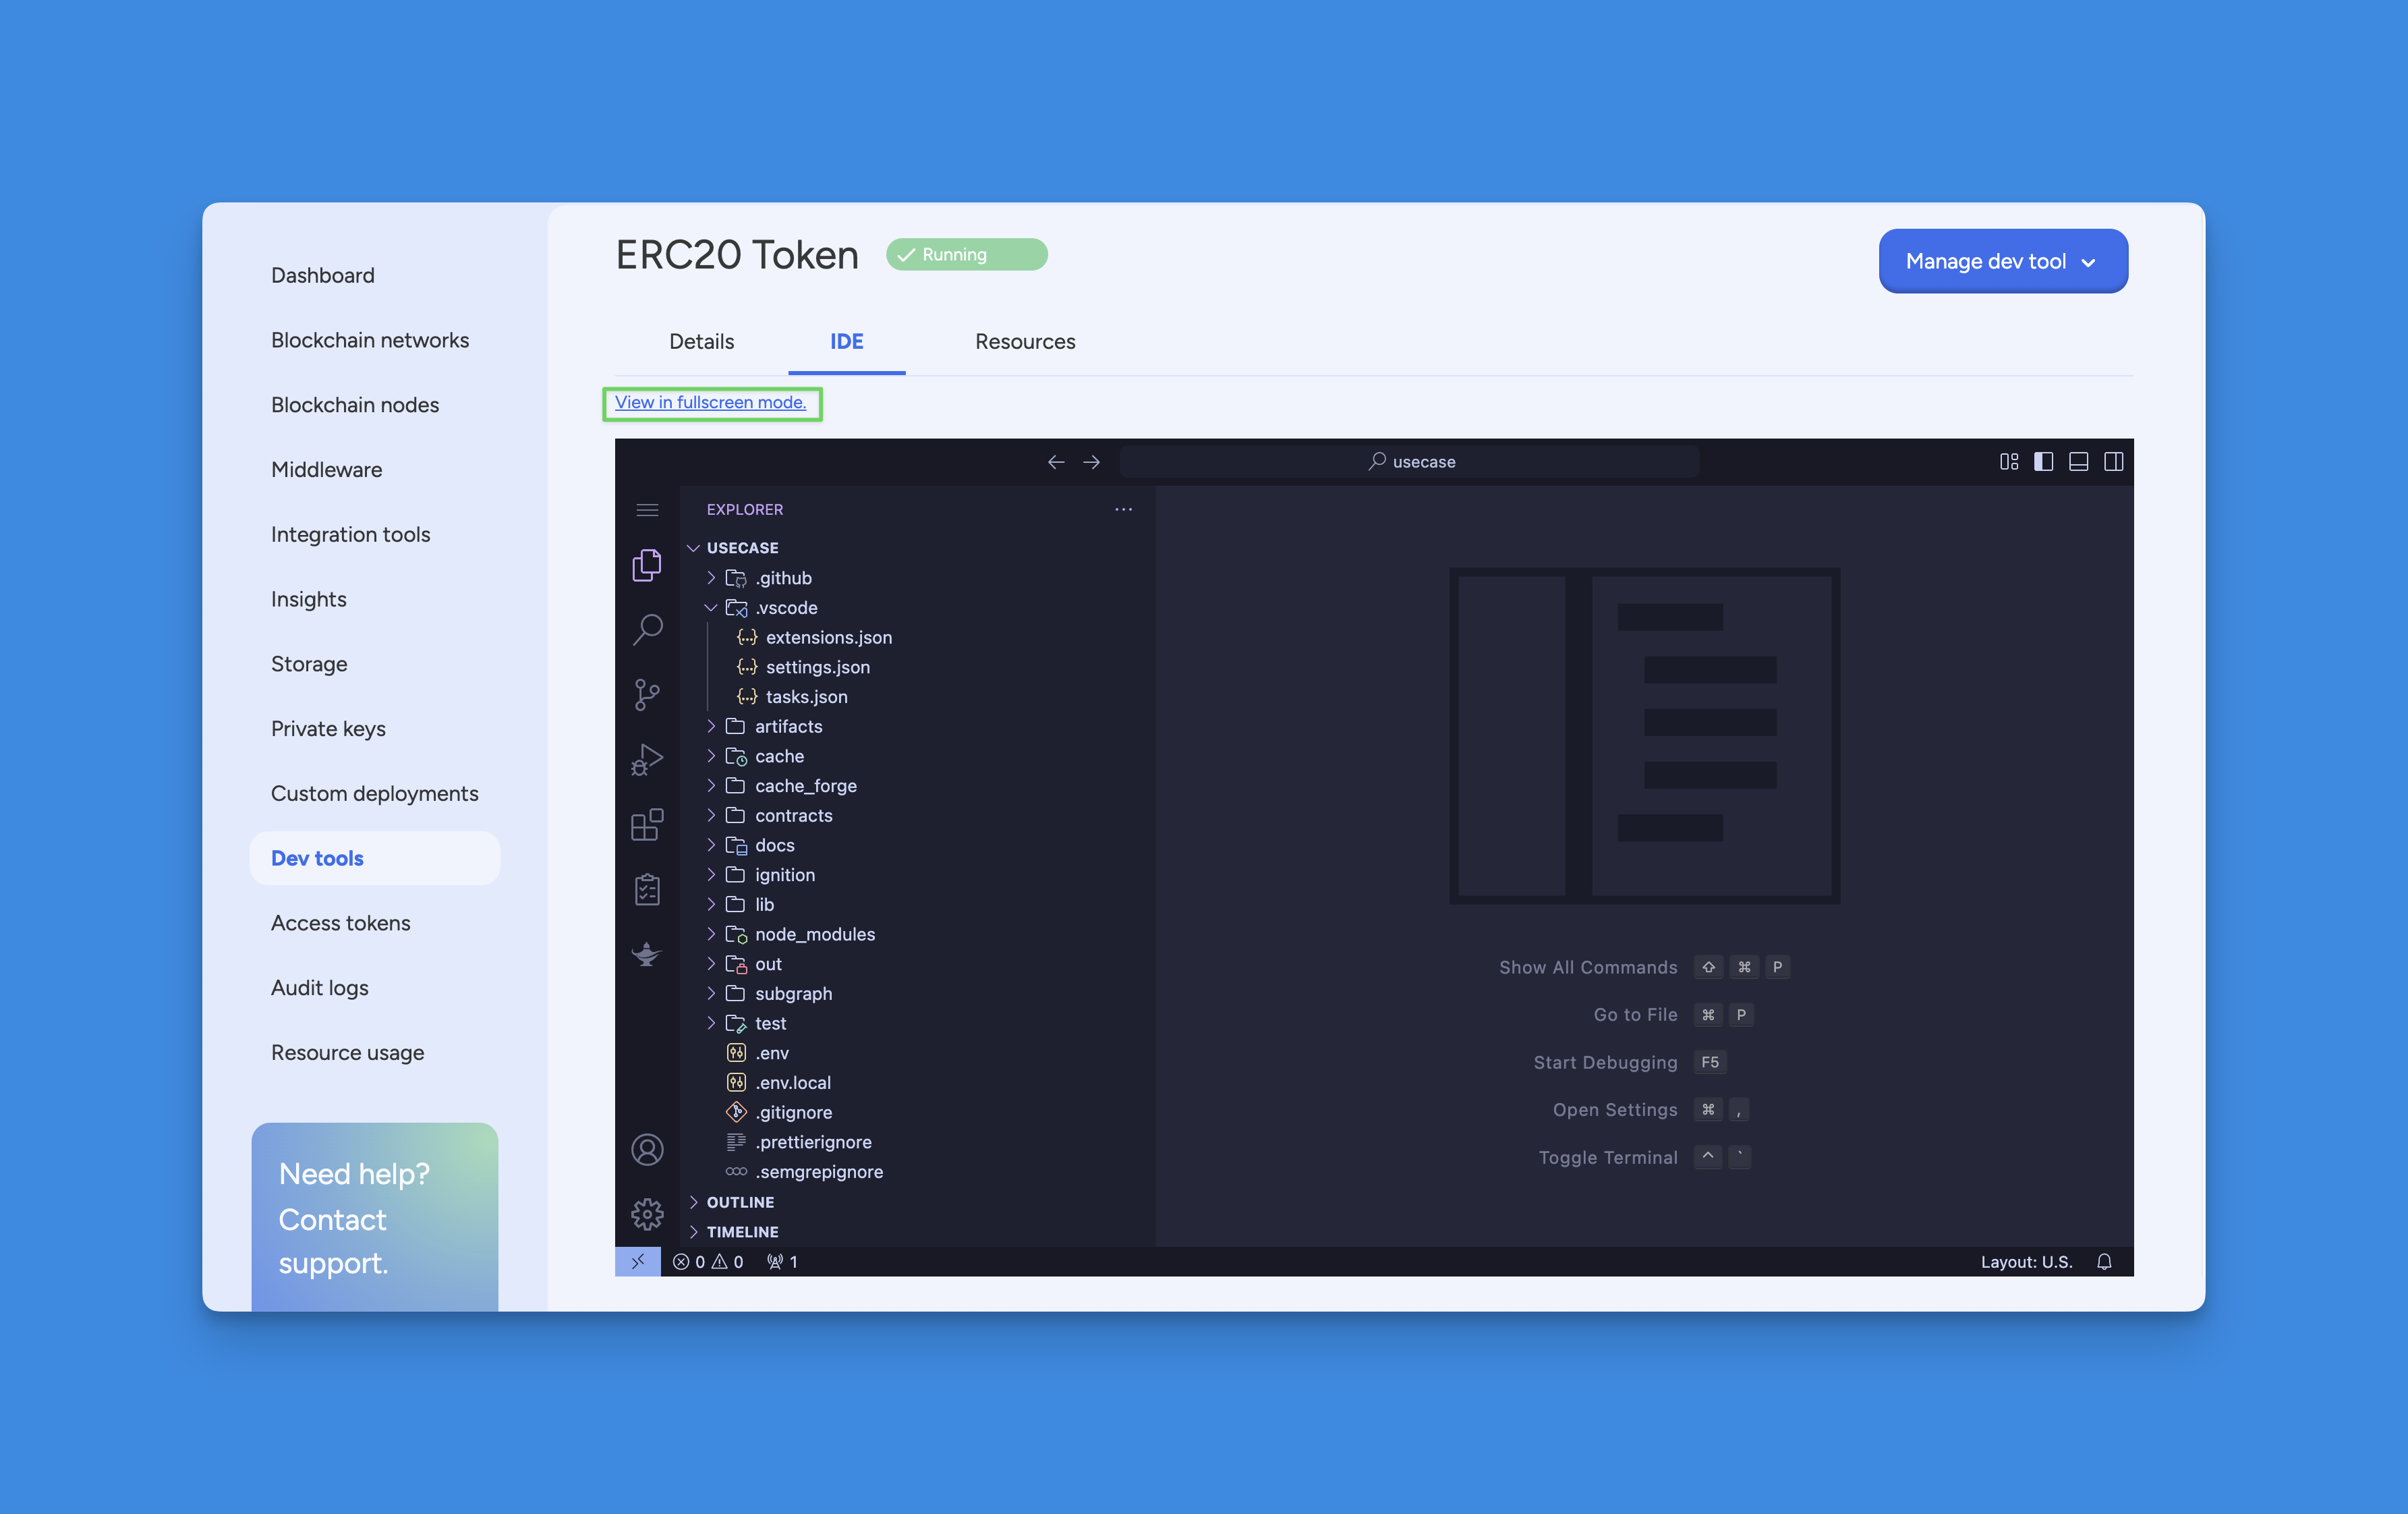 Dashboard
Blockchain networks
Blockchain nodes
Middleware
Integration tools
Insights
Storage
Private keys
Custom deployments
Dev tools
Access tokens
Audit logs
Resource usage
Need help?
Contact
support.
ERC20 Token
Running
Manage dev tool
Details IDE Resources
View in fullscreen mode.
usecase
EXPLORER
USECASE
.github
.vscode
extensions.json
settings.json
tasks.json
artifacts
cache
cache_forge
contracts
docs
ignition
lib
node_modules
out
subgraph
test
.env
.env.local
.gitignore
.prettierignore
.semgrepignore
OUTLINE
TIMELINE
Show All Commands ⇧ ⌘ P
Go to File ⌘ P
Start Debugging F5
Open Settings ⌘ ,
Toggle Terminal ^ `
0 0 1
Layout: U.S.